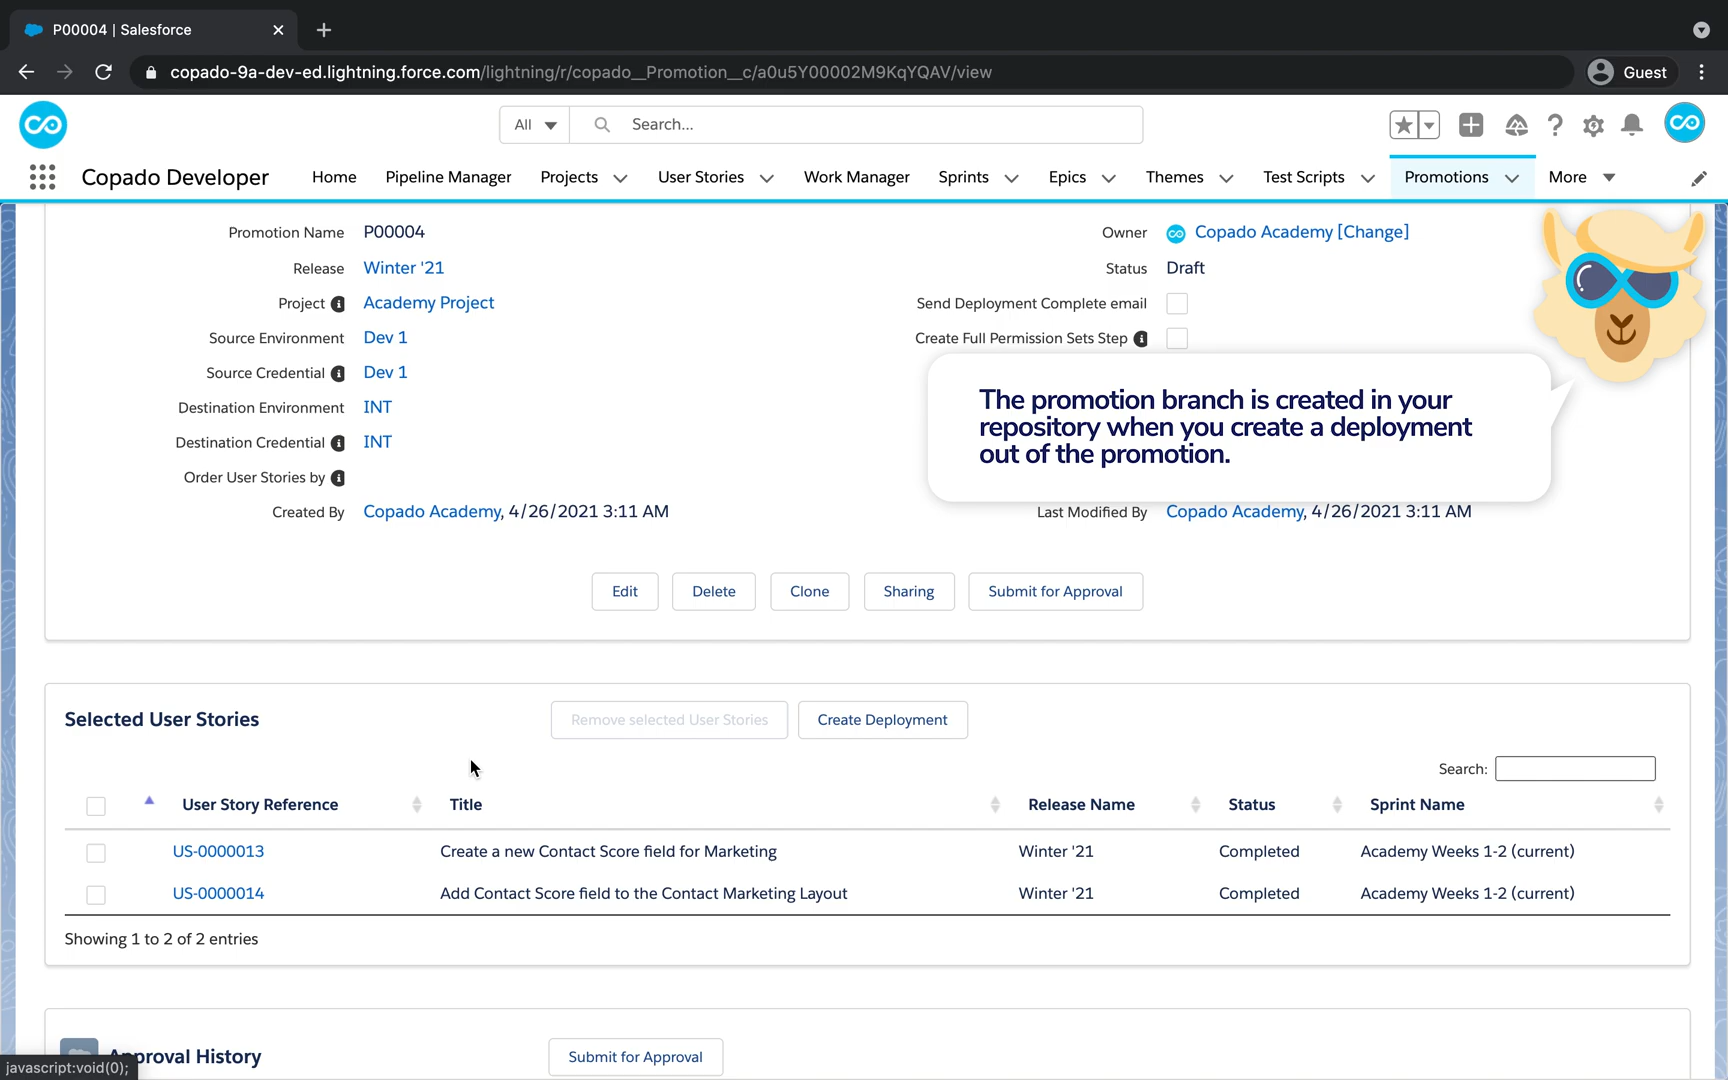 P00004 | Salesforce
copado-9a-dev-ed.lightning.force.com/lightning/r/copado__Promotion__c/a0u5Y00002M9KqYQAV/view
Guest
All
Search...
Copado Developer
Home
Pipeline Manager
Projects
User Stories
Work Manager
Sprints
Epics
Themes
Test Scripts
Promotions
More
Promotion Name P00004
Owner Copado Academy [Change]
Release Winter '21
Status Draft
Project Academy Project
Send Deployment Complete email
Source Environment Dev 1
Create Full Permission Sets Step
Source Credential Dev 1
Destination Environment INT
Destination Credential INT
Order User Stories by
The promotion branch is created in your
repository when you create a deployment
out of the promotion.
Created By Copado Academy, 4/26/2021 3:11 AM
Last Modified By Copado Academy, 4/26/2021 3:11 AM
Edit
Delete
Clone
Sharing
Submit for Approval
Selected User Stories
Remove selected User Stories
Create Deployment
Search:
User Story Reference Title Release Name Status Sprint Name
US-0000013 Create a new Contact Score field for Marketing Winter '21 Completed Academy Weeks 1-2 (current)
US-0000014 Add Contact Score field to the Contact Marketing Layout Winter '21 Completed Academy Weeks 1-2 (current)
Showing 1 to 2 of 2 entries
Approval History
Submit for Approval
javascript:void(0);